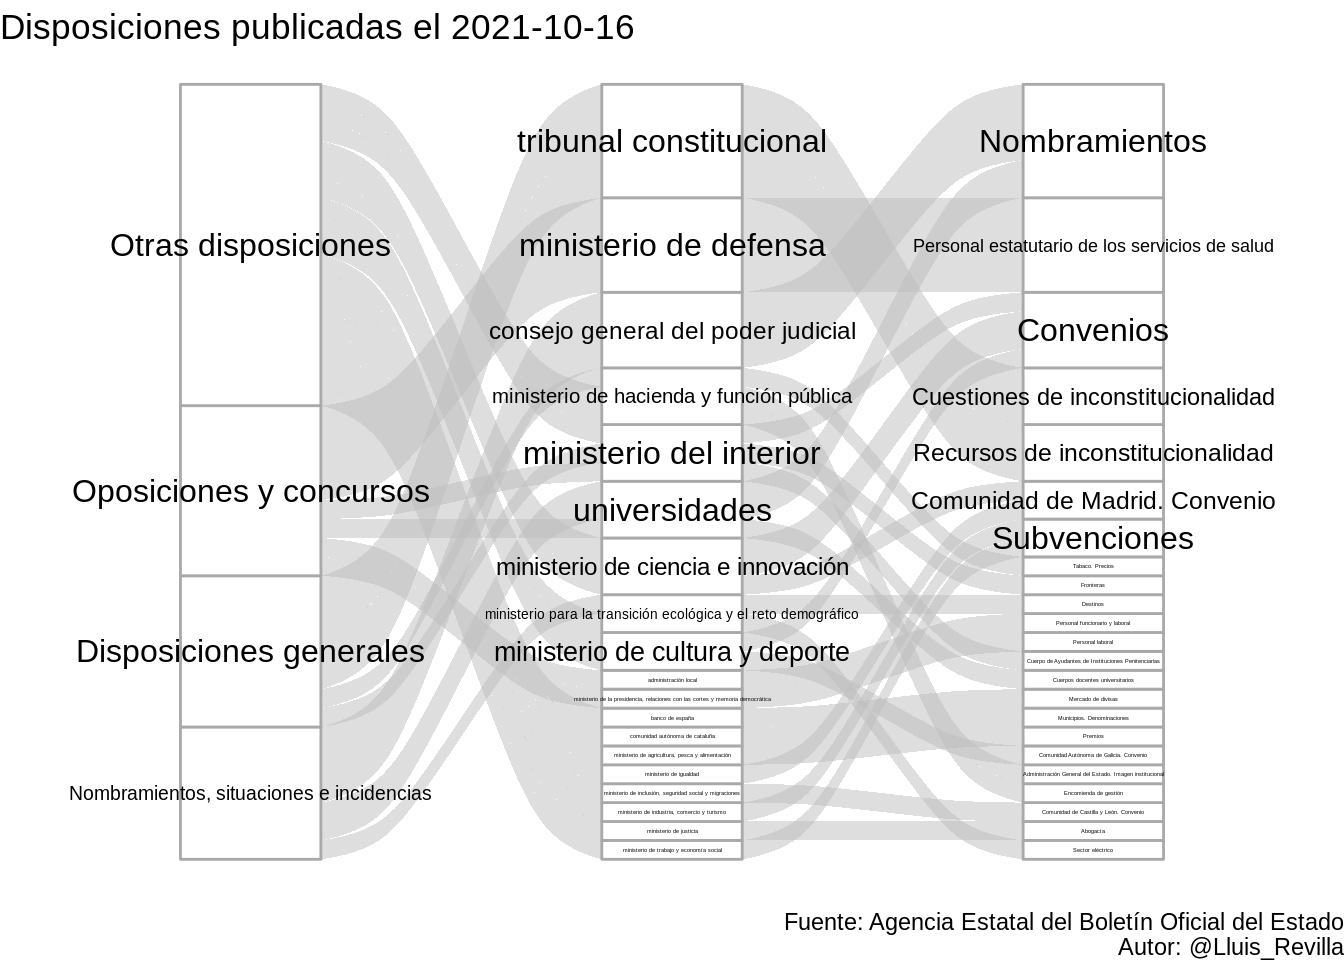 Disposiciones publicadas el 2021-10-16
Otras disposiciones
Oposiciones y concursos
Disposiciones generales
Nombramientos, situaciones e incidencias
tribunal constitucional
ministerio de defensa
consejo general del poder judicial
ministerio de hacienda y función pública
ministerio del interior
universidades
ministerio de ciencia e innovación
ministerio para la transición ecológica y el reto demográfico
ministerio de cultura y deporte
administración local
ministerio de la presidencia, relaciones con las cortes y memoria democrática
banco de españa
comunidad autónoma de cataluña
ministerio de agricultura, pesca y alimentación
ministerio de igualdad
ministerio de inclusión, seguridad social y migraciones
ministerio de industria, comercio y turismo
ministerio de justicia
ministerio de trabajo y economía social
Nombramientos
Personal estatutario de los servicios de salud
Convenios
Cuestiones de inconstitucionalidad
Recursos de inconstitucionalidad
Comunidad de Madrid. Convenio
Subvenciones
Tabaco. Precios
Fronteras
Destinos
Personal funcionario y laboral
Personal laboral
Cuerpo de Ayudantes de Instituciones Penitenciarias
Cuerpos docentes universitarios
Mercado de divisas
Municipios. Denominaciones
Premios
Comunidad Autónoma de Galicia. Convenio
Administración General del Estado. Imagen institucional
Encomienda de gestión
Comunidad de Castilla y León. Convenio
Abogacía
Sector eléctrico
Fuente: Agencia Estatal del Boletín Oficial del Estado
Autor: @Lluis_Revilla